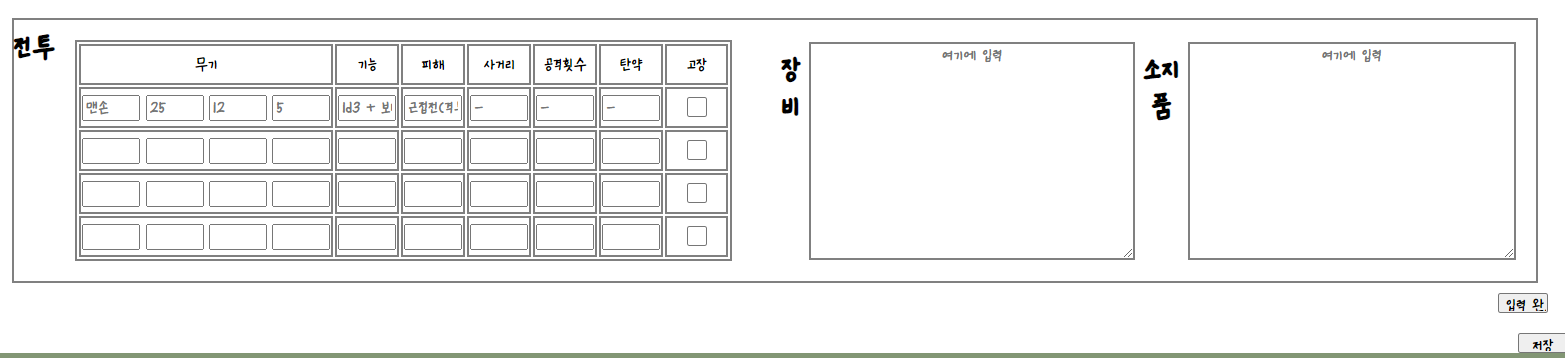 전투
무기 기능 피해 사거리 공격횟수 탄약 고장
맨손 25 12 5 1d3 + 근접전( - - -
장
비
여기에 입력
소지
품
여기에 입력
입력 완
저장